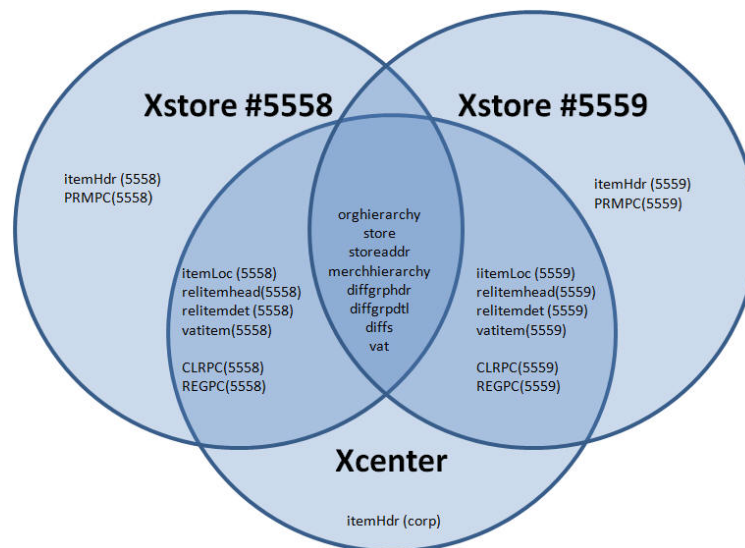 Xstore #5558
Xstore #5559
itemHdr (5558)
PRMPC(5558)
itemHdr (5559)
PRMPC(5559)
orghierarchy
store
storeaddr
merchhierarchy
diffgrphdr
diffgrpdtl
diffs
vat
itemLoc (5558)
relitemhead(5558)
relitemdet (5558)
vatitem(5558)
CLRPC(5558)
REGPC(5558)
iitemLoc (5559)
relitemhead(5559)
relitemdet (5559)
vatitem(5559)
CLRPC(5559)
REGPC(5559)
Xcenter
itemHdr (corp)